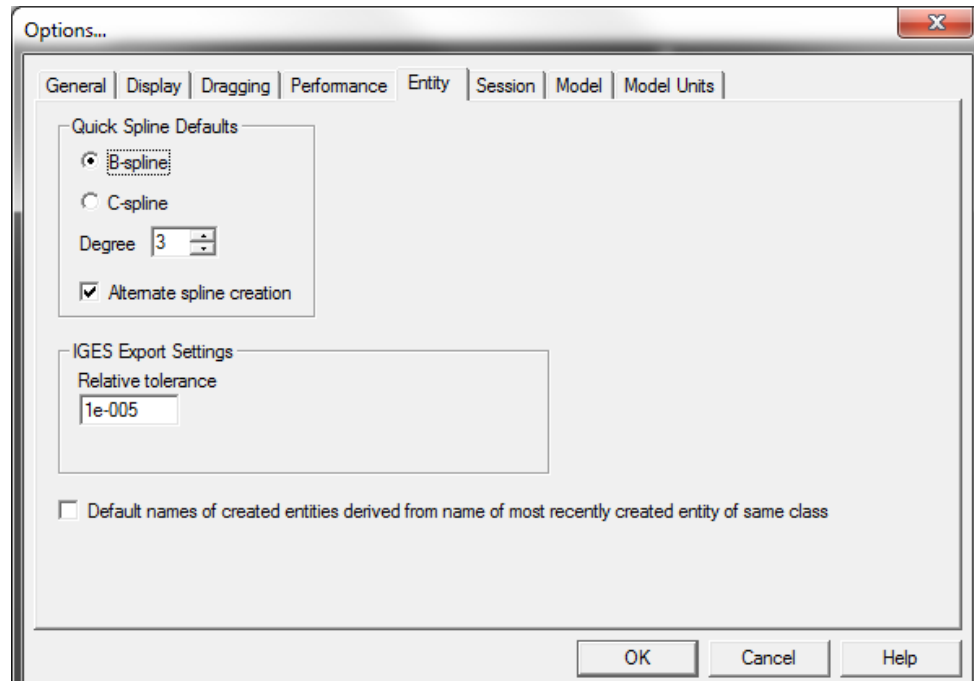 Options...
General Display Dragging Performance Entity Session Model Model Units
Quick Spline Defaults
B-spline
C-spline
Degree 3
Alternate spline creation
IGES Export Settings
Relative tolerance
1e-005
Default names of created entities derived from name of most recently created entity of same class
OK Cancel Help